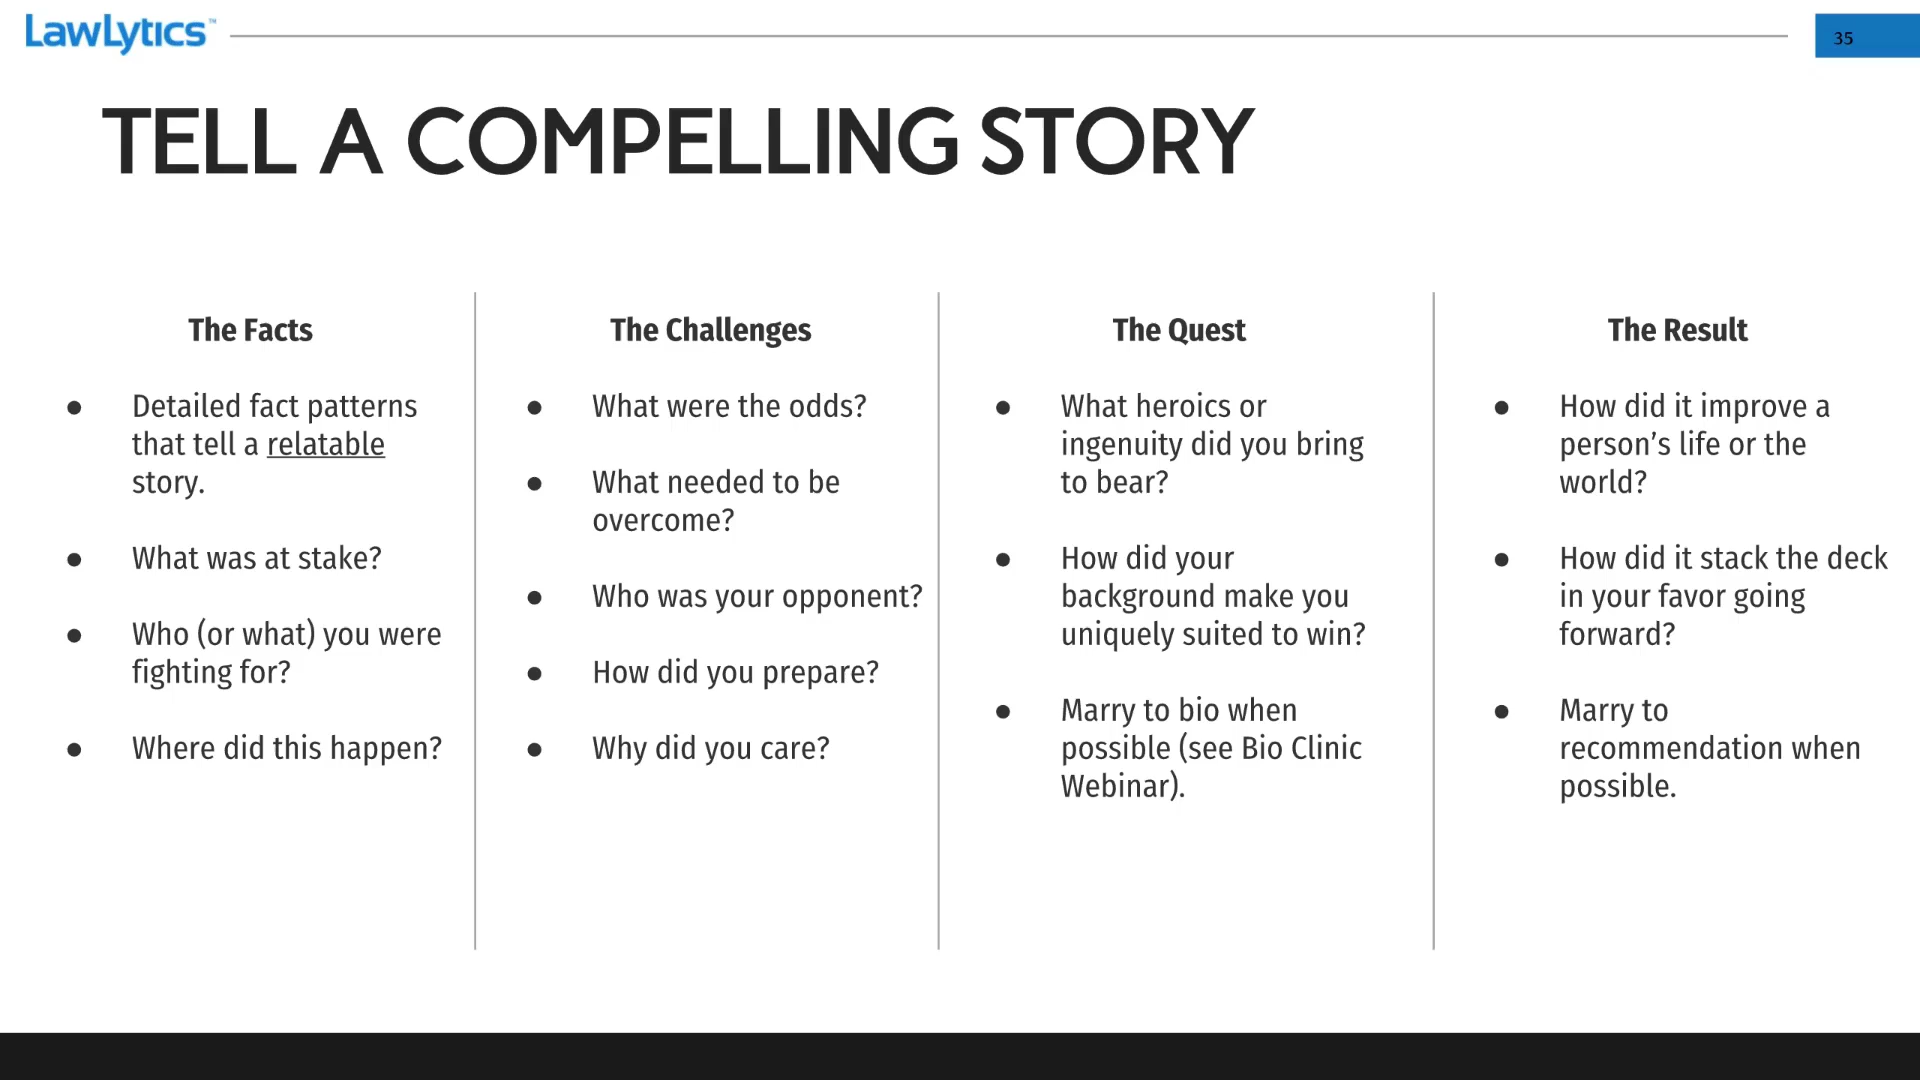 LawLytics™
35
TELL A COMPELLING STORY
The Facts
● Detailed fact patterns
that tell a relatable
story.
● What was at stake?
● Who (or what) you were
fighting for?
● Where did this happen?
The Challenges
● What were the odds?
● What needed to be
overcome?
● Who was your opponent?
● How did you prepare?
● Why did you care?
The Quest
● What heroics or
ingenuity did you bring
to bear?
● How did your
background make you
uniquely suited to win?
● Marry to bio when
possible (see Bio Clinic
Webinar).
The Result
● How did it improve a
person’s life or the
world?
● How did it stack the deck
in your favor going
forward?
● Marry to
recommendation when
possible.